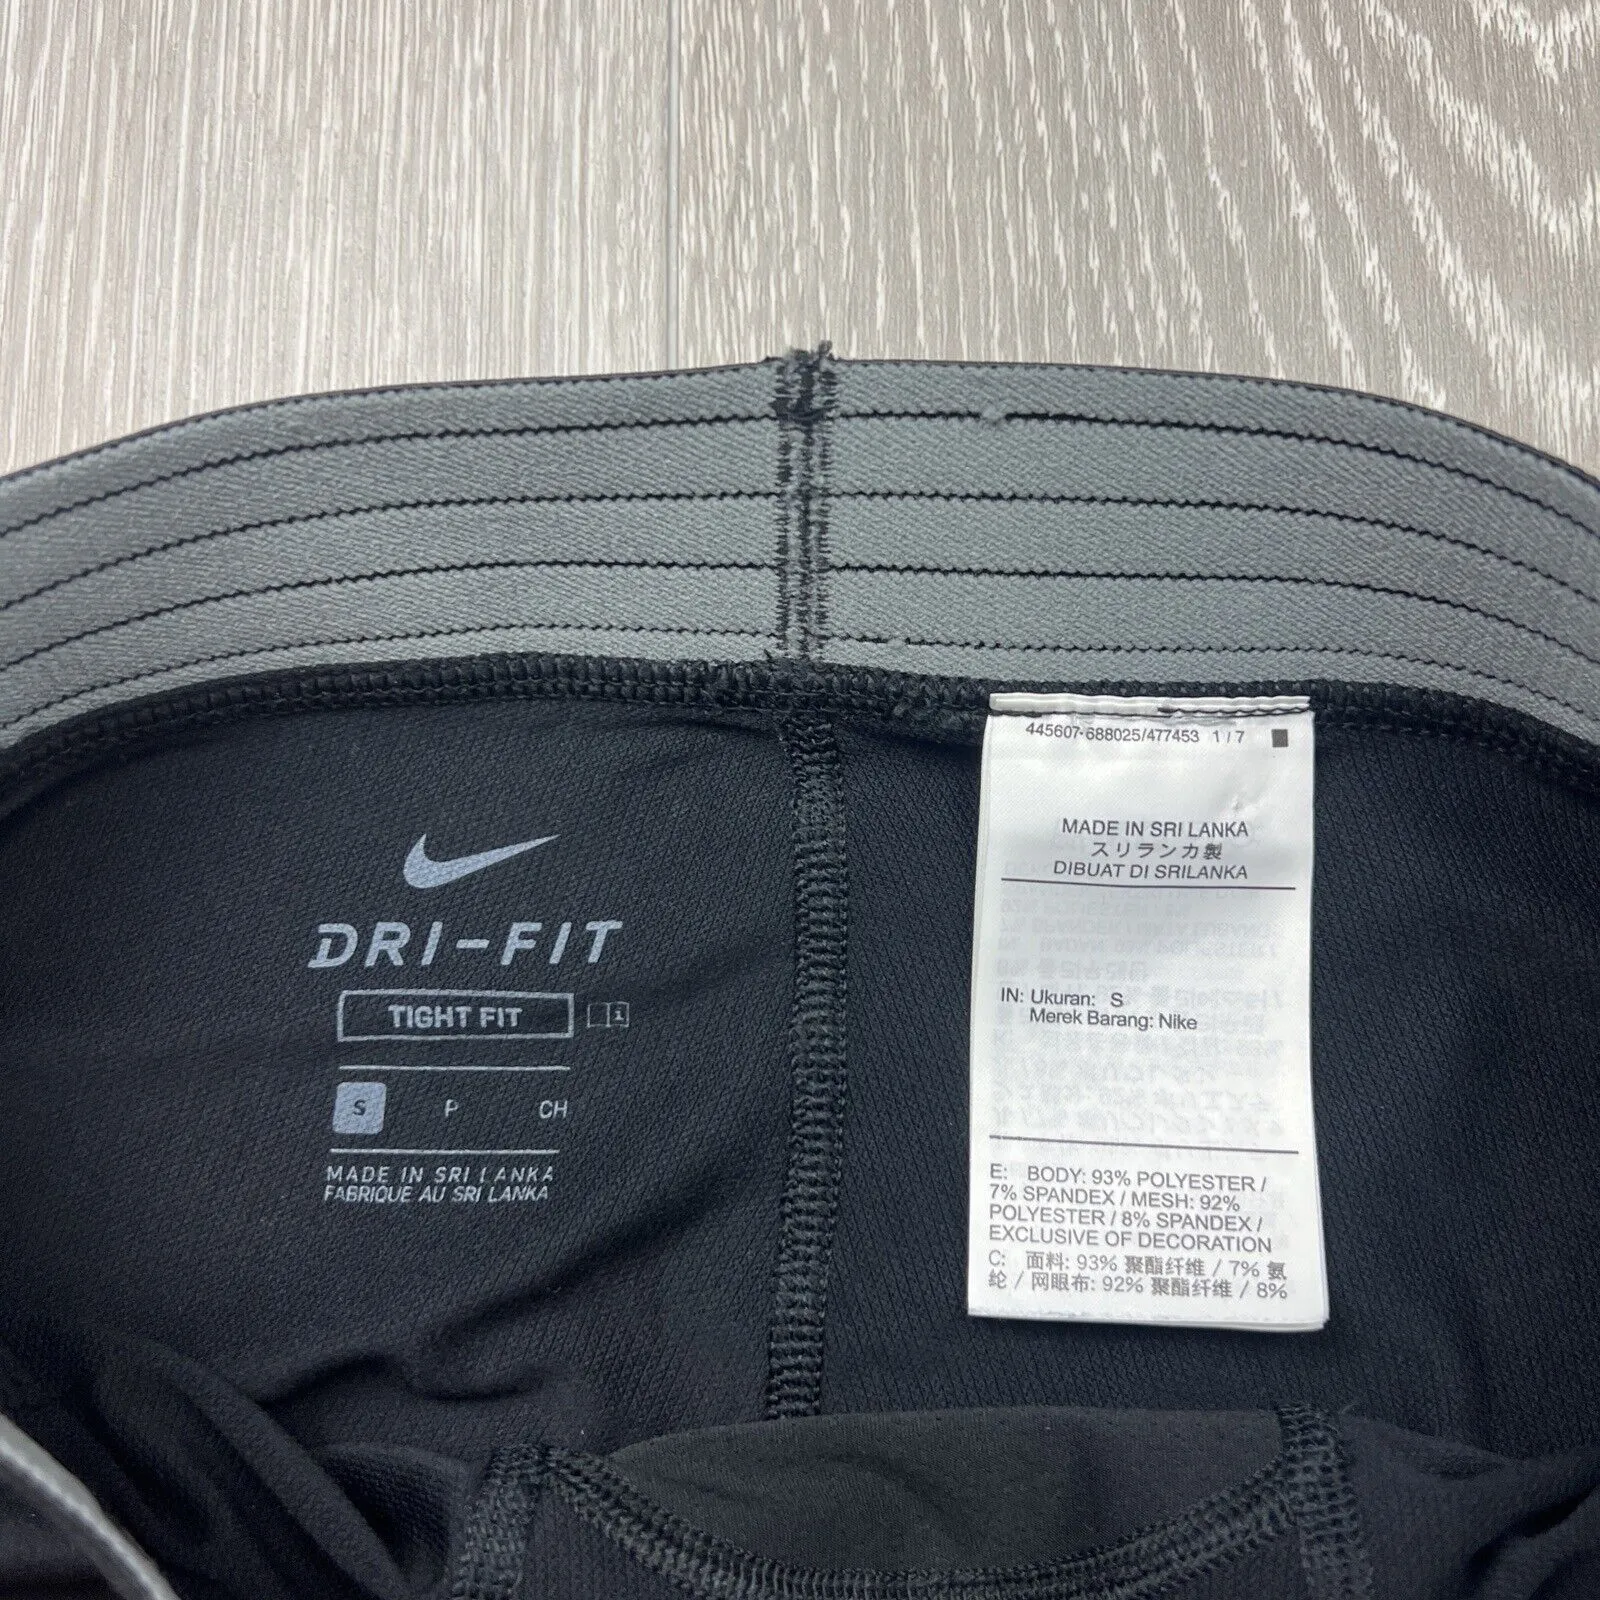 DRI-FIT
TIGHT FIT
i
S P CH
MADE IN SRI LANKA
FABRIQUE AU SRI LANKA
445607-688025/477453 1/7
MADE IN SRI LANKA
スリランカ製
DIBUAT DI SRILANKA
IN: Ukuran: S
Merek Barang: Nike
E: BODY: 93% POLYESTER /
7% SPANDEX / MESH: 92%
POLYESTER / 8% SPANDEX /
EXCLUSIVE OF DECORATION
C: 面料: 93% 聚酯纤维 / 7% 氨
纶 / 网眼布: 92% 聚酯纤维 / 8%